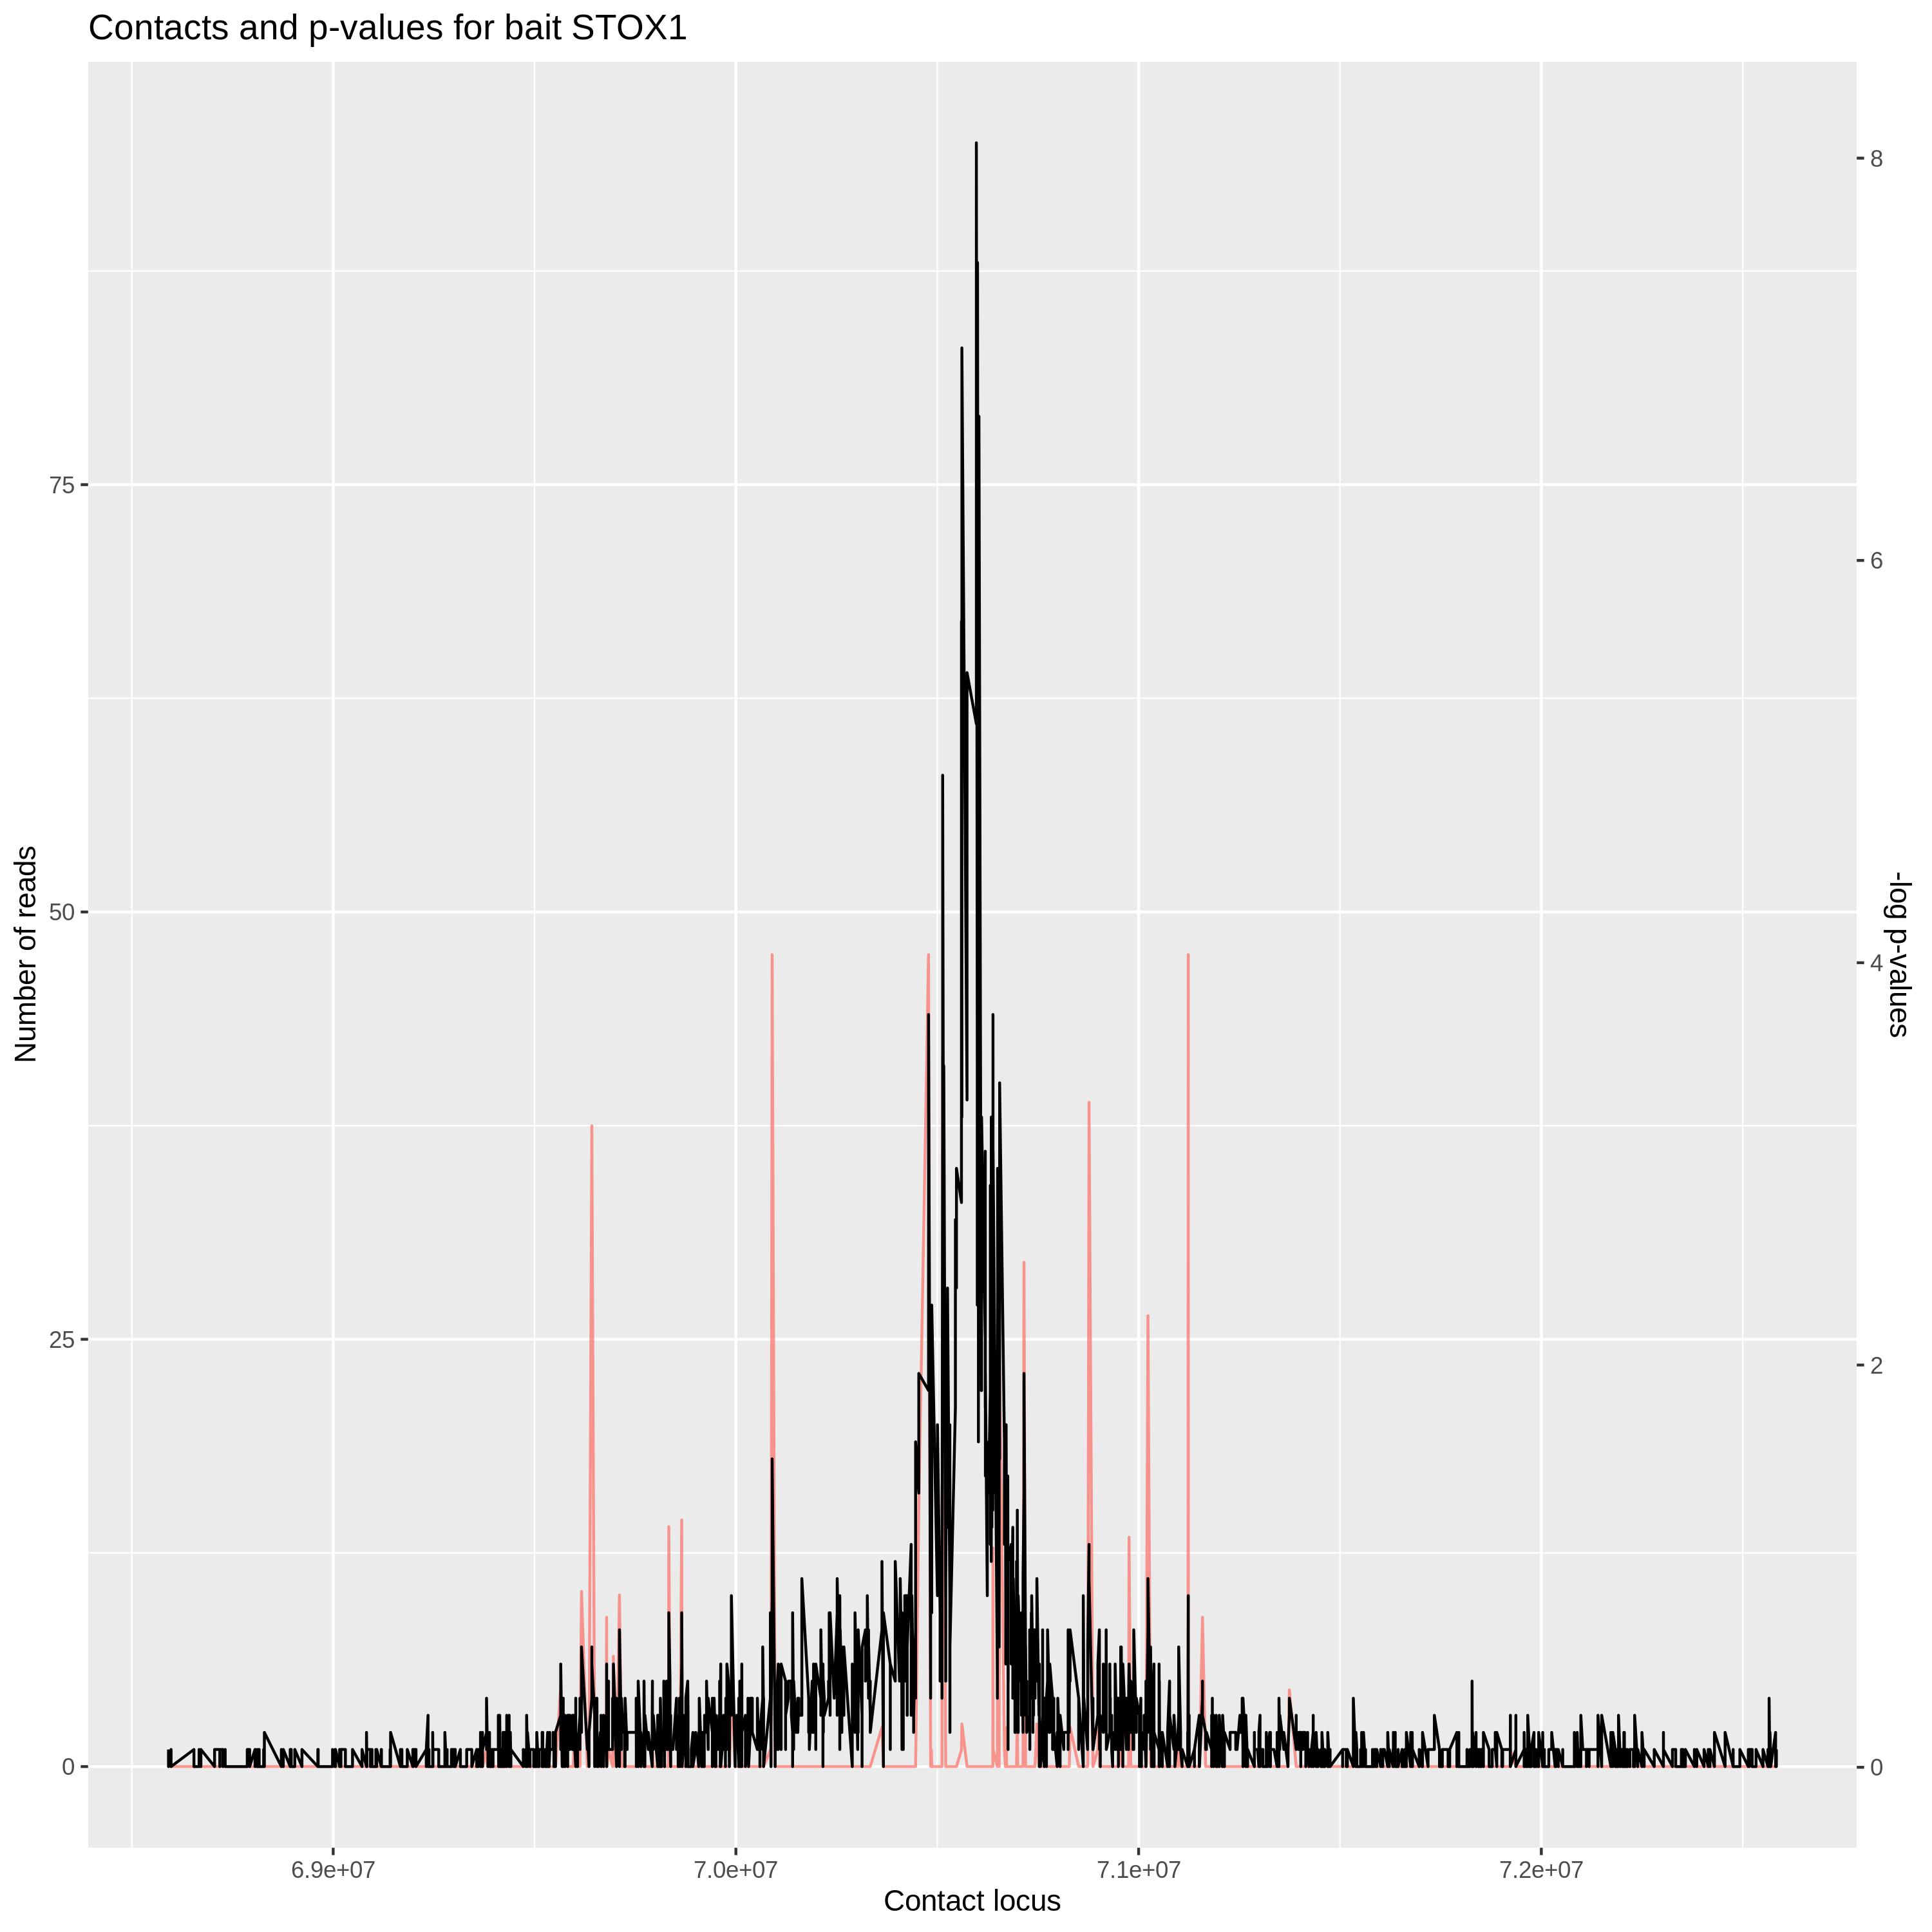 Contacts and p-values for bait STOX1
Number of reads
75
50
25
0
8
6
4
2
0
-log p-values
6.9e+07
7.0e+07
7.1e+07
7.2e+07
Contact locus